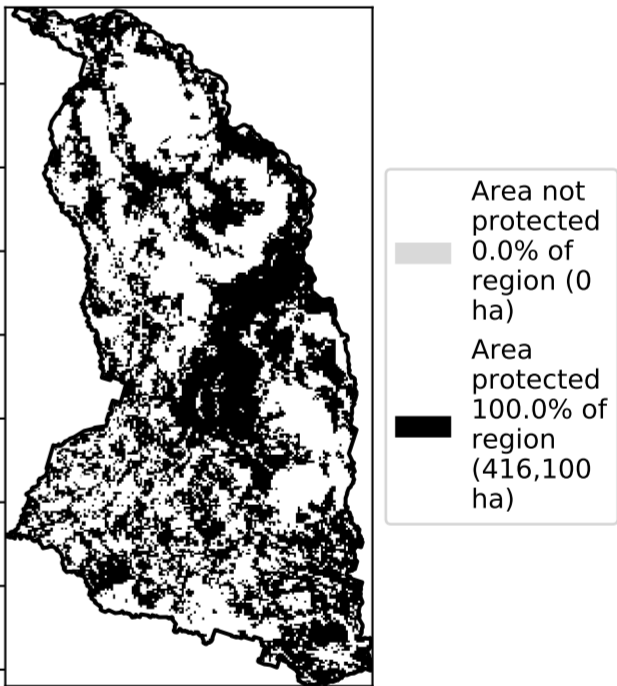 Area not
protected
0.0% of
region (0
ha)
Area
protected
100.0% of
region
(416,100
ha)